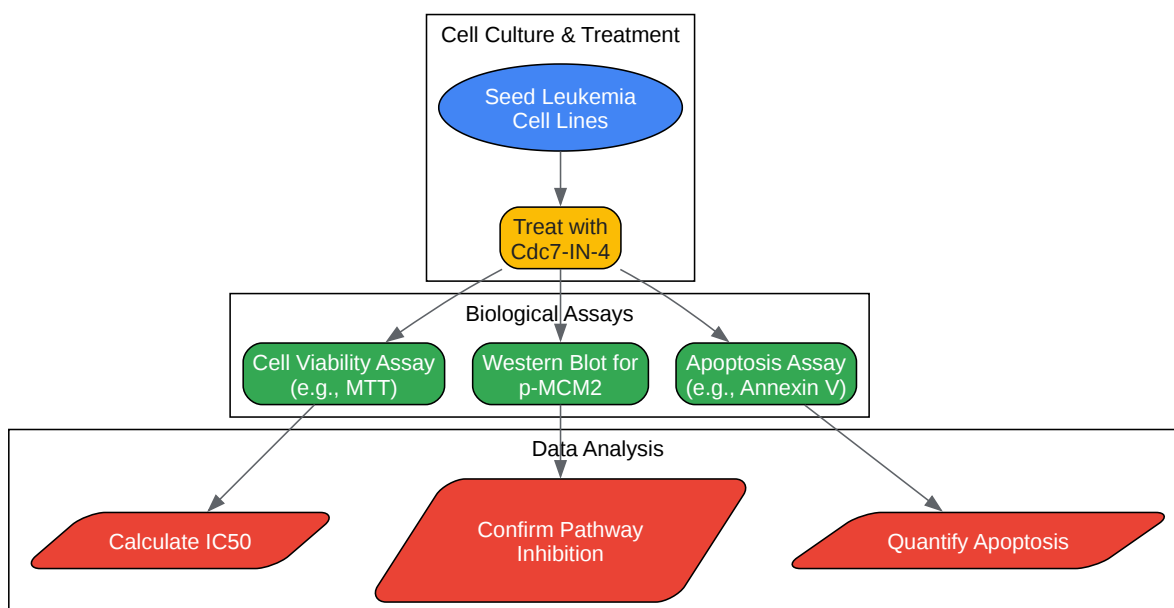 Cell Culture & Treatment
Seed Leukemia
Cell Lines
Treat with
Cdc7-IN-4
Biological Assays
Cell Viability Assay
(e.g., MTT)
Western Blot for
p-MCM2
Apoptosis Assay
(e.g., Annexin V)
Data Analysis
Calculate IC50
Confirm Pathway
Inhibition
Quantify Apoptosis